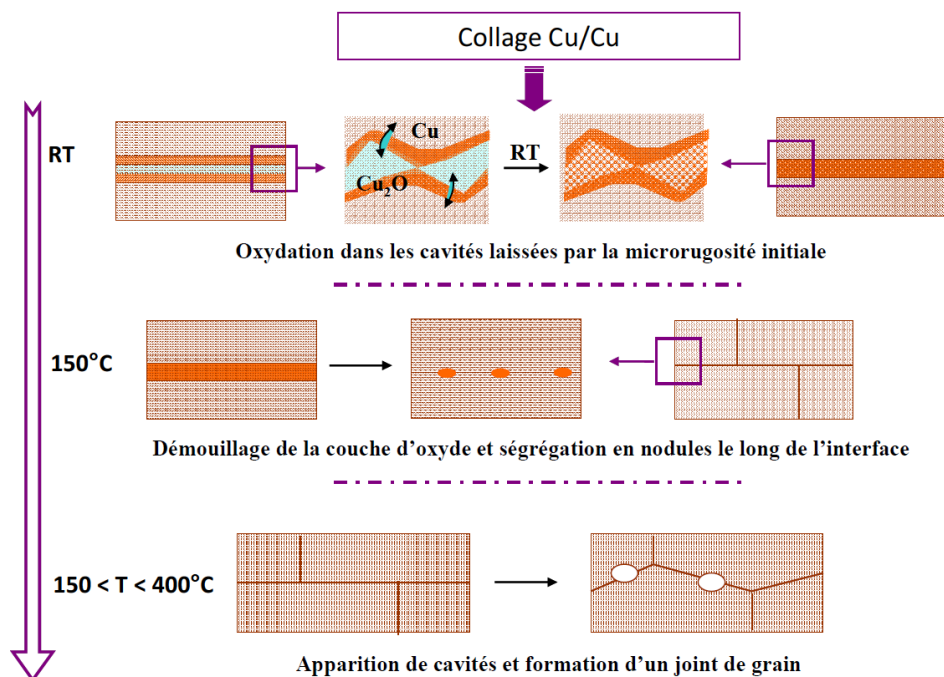 Collage Cu/Cu
RT
Cu
Cu₂O
RT
Oxydation dans les cavités laissées par la microrugosité initiale
150°C
Démouillage de la couche d'oxyde et ségrégation en nodules le long de l'interface
150 < T < 400°C
Apparition de cavités et formation d'un joint de grain